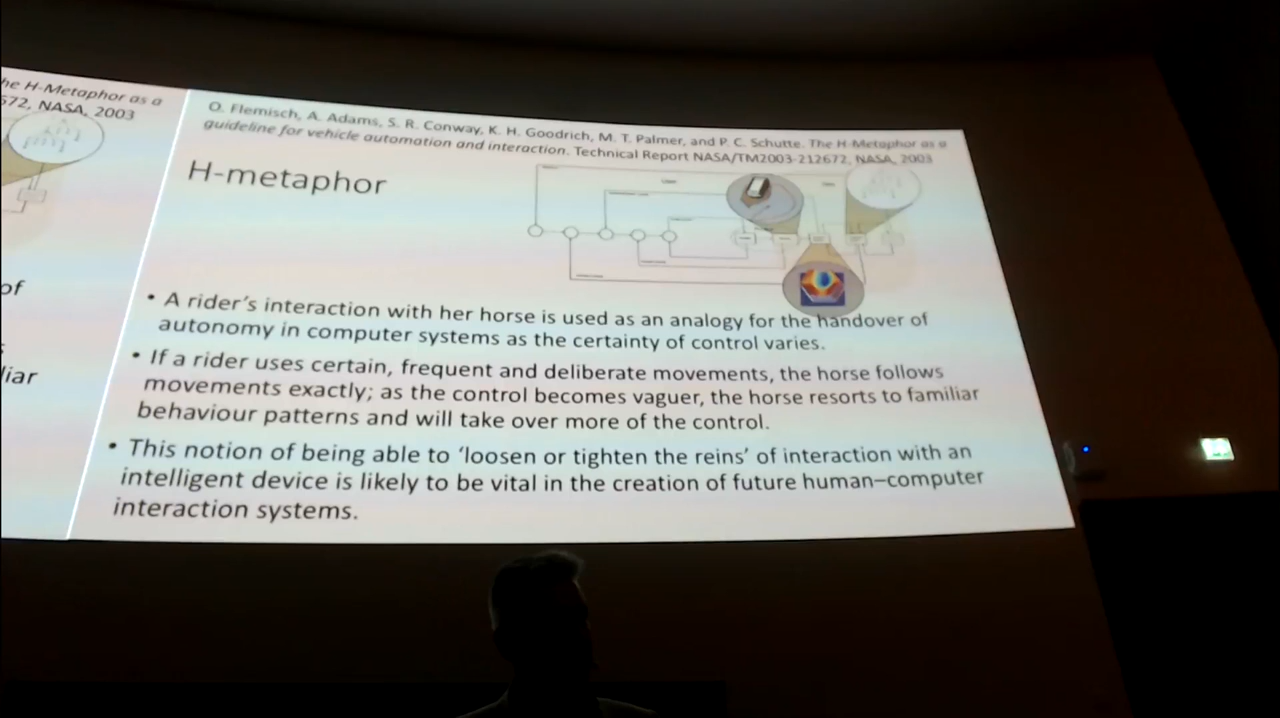 he H-Metaphor as a
672, NASA, 2003
of
liar
O. Flemisch, A. Adams, S. R. Conway, K. H. Goodrich, M. T. Palmer, and P. C. Schutte. The H-Metaphor as a
guideline for vehicle automation and interaction. Technical Report NASA/TM2003-212672, NASA, 2003
H-metaphor
• A rider's interaction with her horse is used as an analogy for the handover of
autonomy in computer systems as the certainty of control varies.
• If a rider uses certain, frequent and deliberate movements, the horse follows
movements exactly; as the control becomes vaguer, the horse resorts to familiar
behaviour patterns and will take over more of the control.
• This notion of being able to 'loosen or tighten the reins' of interaction with an
intelligent device is likely to be vital in the creation of future human–computer
interaction systems.